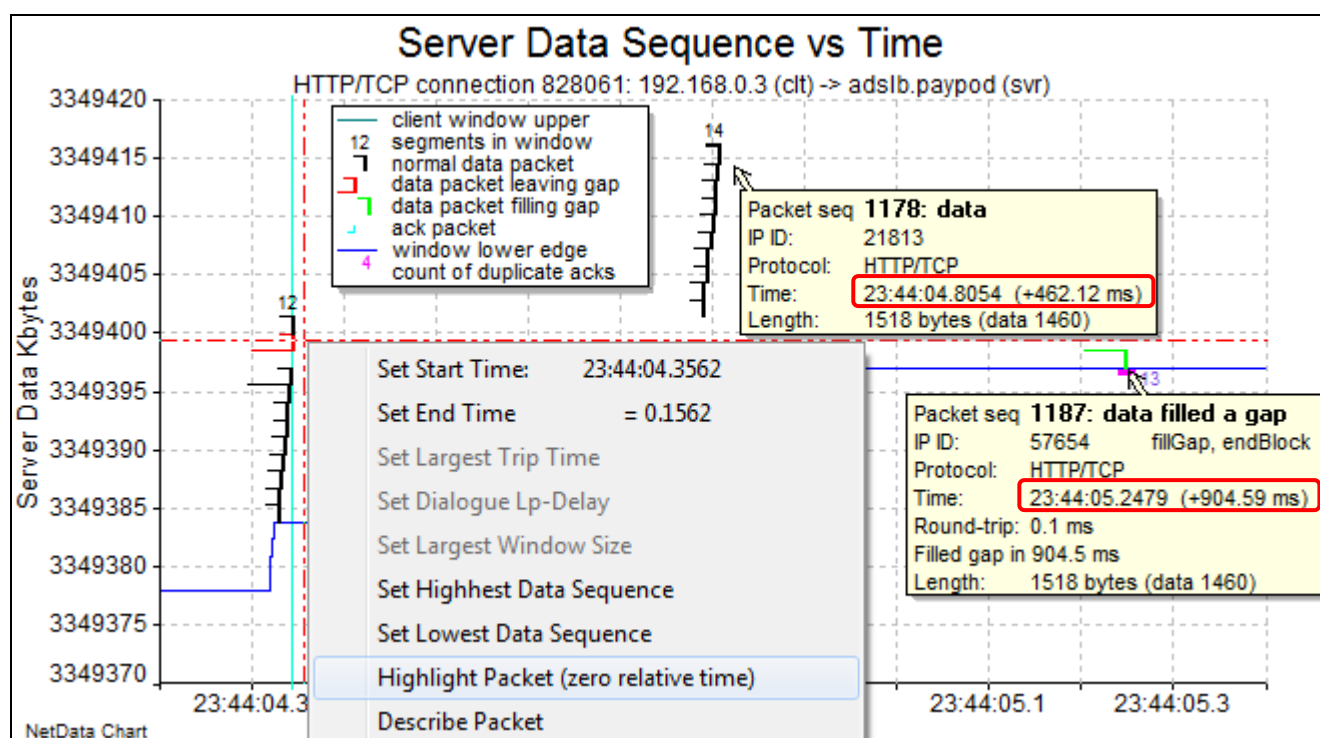 Server Data Sequence vs Time
HTTP/TCP connection 828061: 192.168.0.3 (clt) -> adslb.paypod (svr)
Server Data Kbytes
3349420
3349415
3349410
3349405
3349400
3349395
3349390
3349385
3349380
3349375
3349370
client window upper
12 segments in window
normal data packet
data packet leaving gap
data packet filling gap
ack packet
window lower edge
4 count of duplicate acks
12
14
Packet seq 1178: data
IP ID: 21813
Protocol: HTTP/TCP
Time: 23:44:04.8054 (+462.12 ms)
Length: 1518 bytes (data 1460)
Set Start Time: 23:44:04.3562
Set End Time = 0.1562
Set Largest Trip Time
Set Dialogue Lp-Delay
Set Largest Window Size
Set Highhest Data Sequence
Set Lowest Data Sequence
Highlight Packet (zero relative time)
Describe Packet
13
Packet seq 1187: data filled a gap
IP ID: 57654 fillGap, endBlock
Protocol: HTTP/TCP
Time: 23:44:05.2479 (+904.59 ms)
Round-trip: 0.1 ms
Filled gap in 904.5 ms
Length: 1518 bytes (data 1460)
23:44:04.3
23:44:05.1
23:44:05.3
NetData Chart